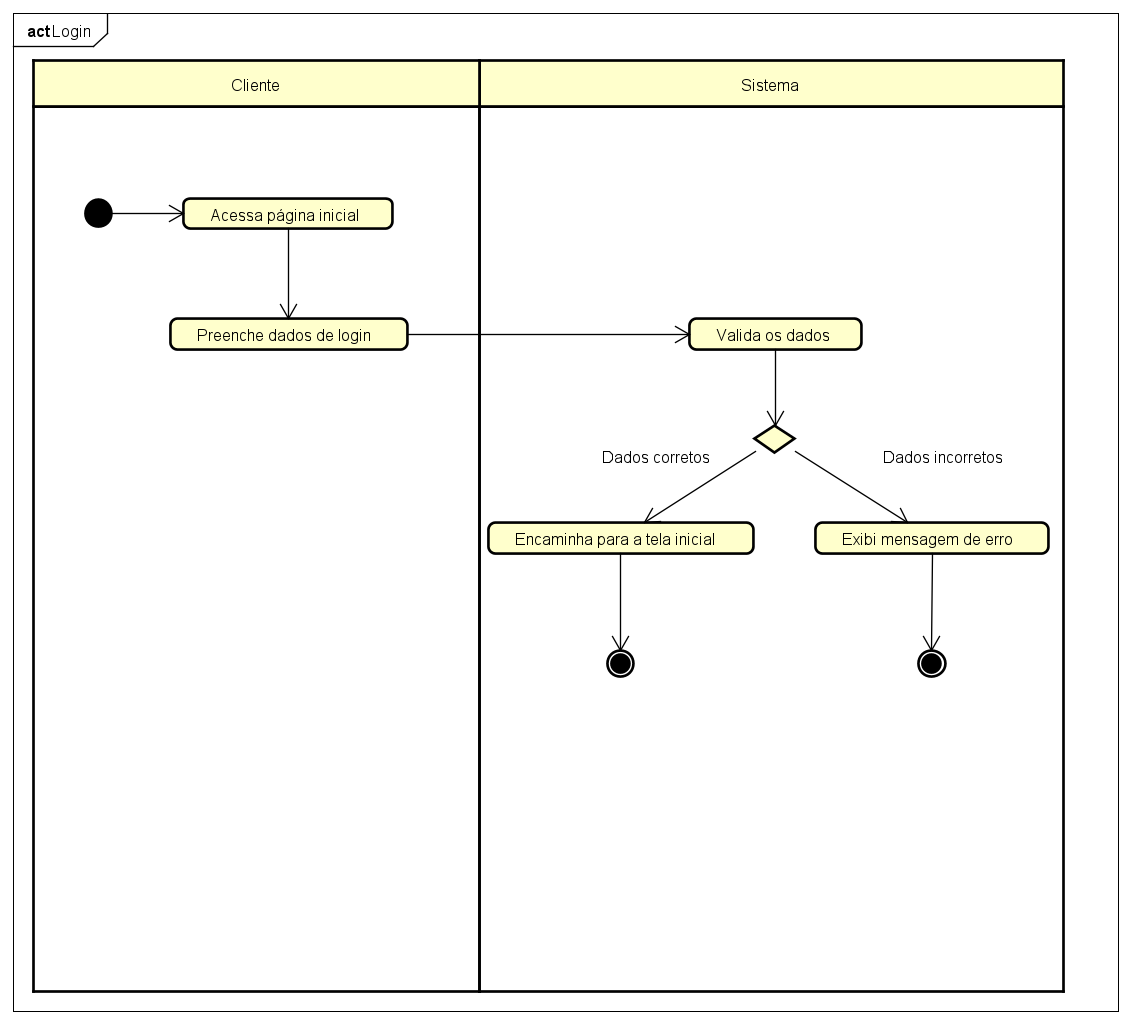 act Login
Cliente
Sistema
Acessa página inicial
Preenche dados de login
Valida os dados
Dados corretos
Dados incorretos
Encaminha para a tela inicial
Exibi mensagem de erro